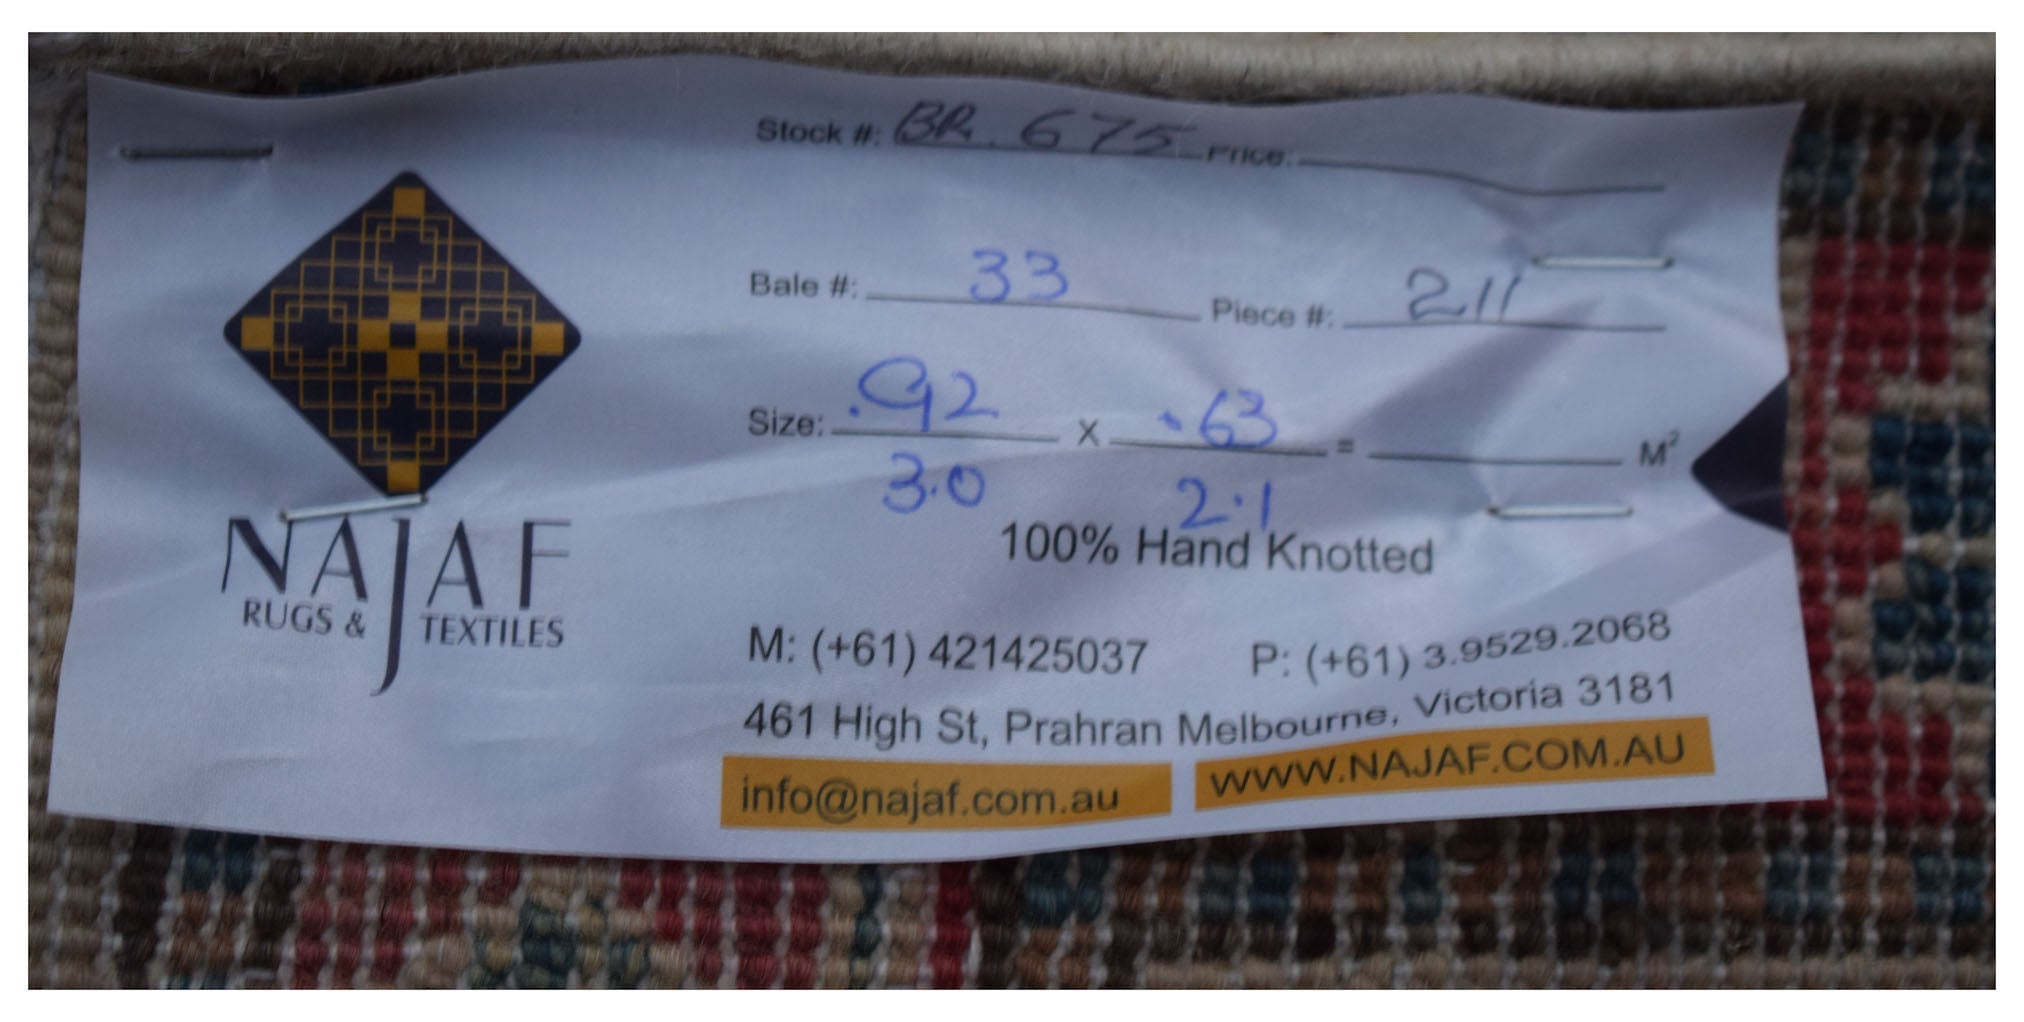 Stock #: BR. 675 Price:
Bale #: 33 Piece #: 211
Size: .92 x .63 = M²
3.0 2.1
100% Hand Knotted
NAJAF
RUGS & TEXTILES
M: (+61) 421425037 P: (+61) 3.9529.2068
461 High St, Prahran Melbourne, Victoria 3181
info@najaf.com.au WWW.NAJAF.COM.AU